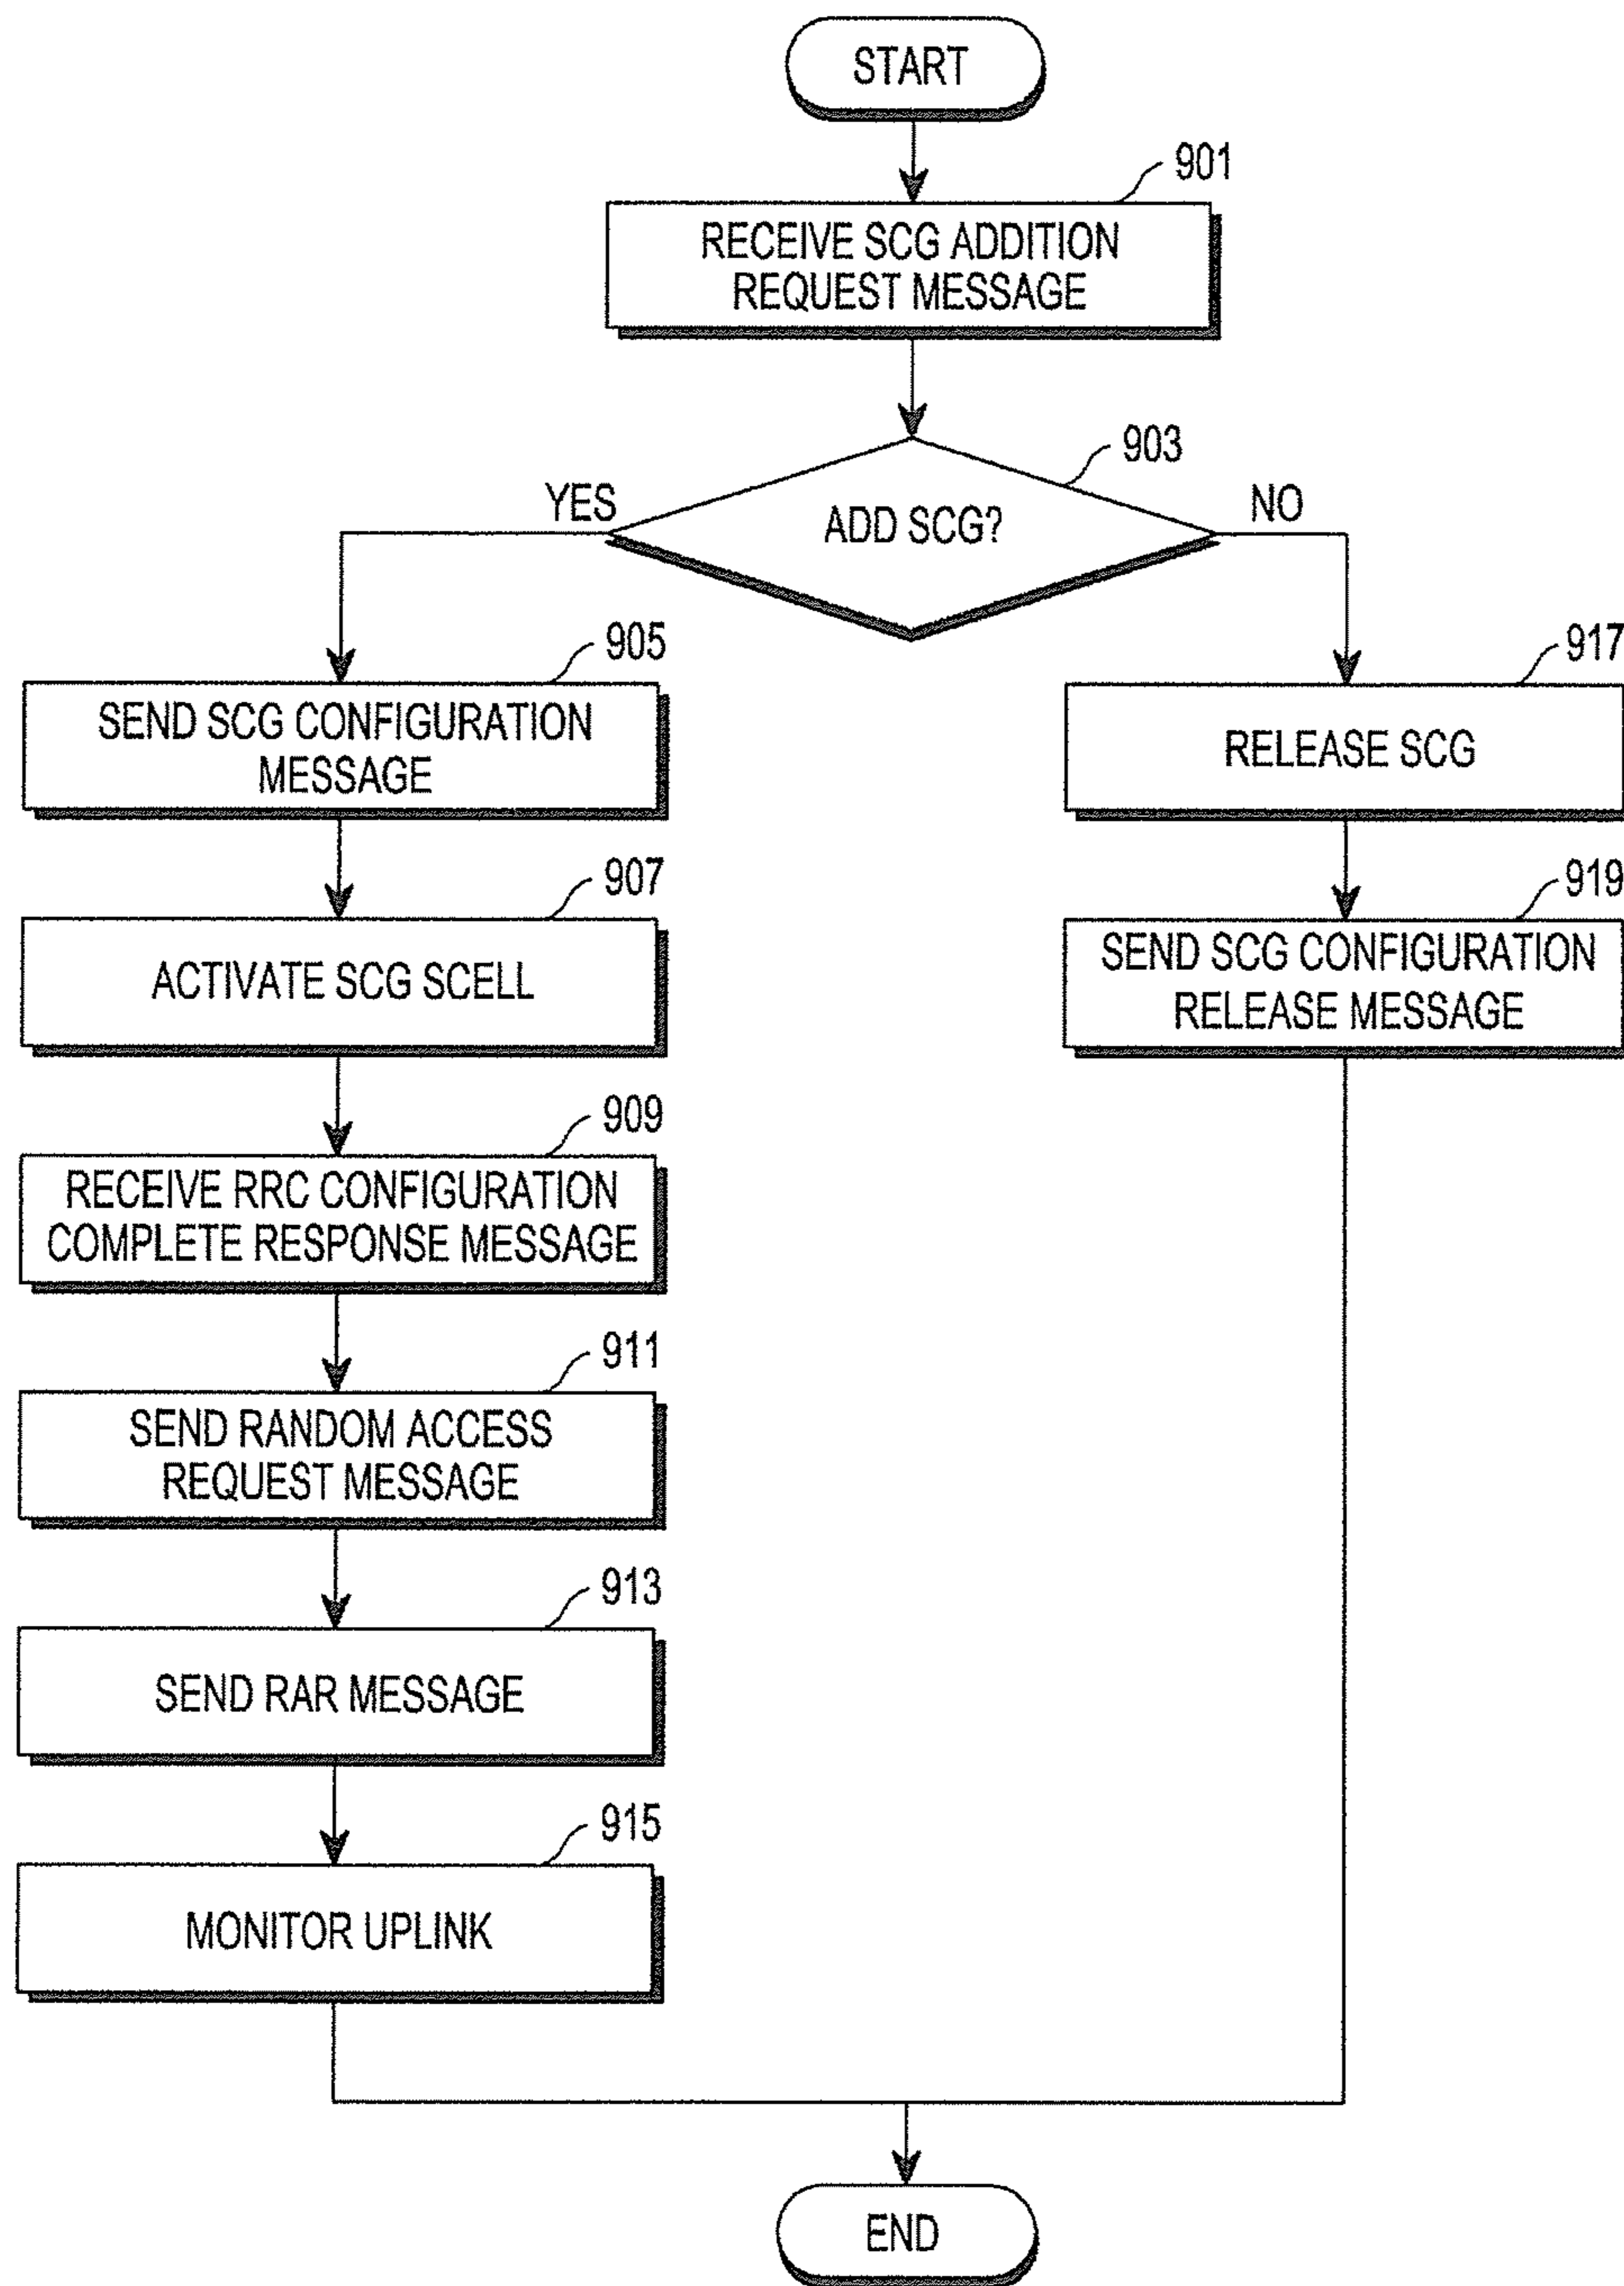 START
901
RECEIVE SCG ADDITION
REQUEST MESSAGE
903
YES
ADD SCG?
NO
905
SEND SCG CONFIGURATION
MESSAGE
907
ACTIVATE SCG SCELL
909
RECEIVE RRC CONFIGURATION
COMPLETE RESPONSE MESSAGE
911
SEND RANDOM ACCESS
REQUEST MESSAGE
913
SEND RAR MESSAGE
915
MONITOR UPLINK
917
RELEASE SCG
919
SEND SCG CONFIGURATION
RELEASE MESSAGE
END